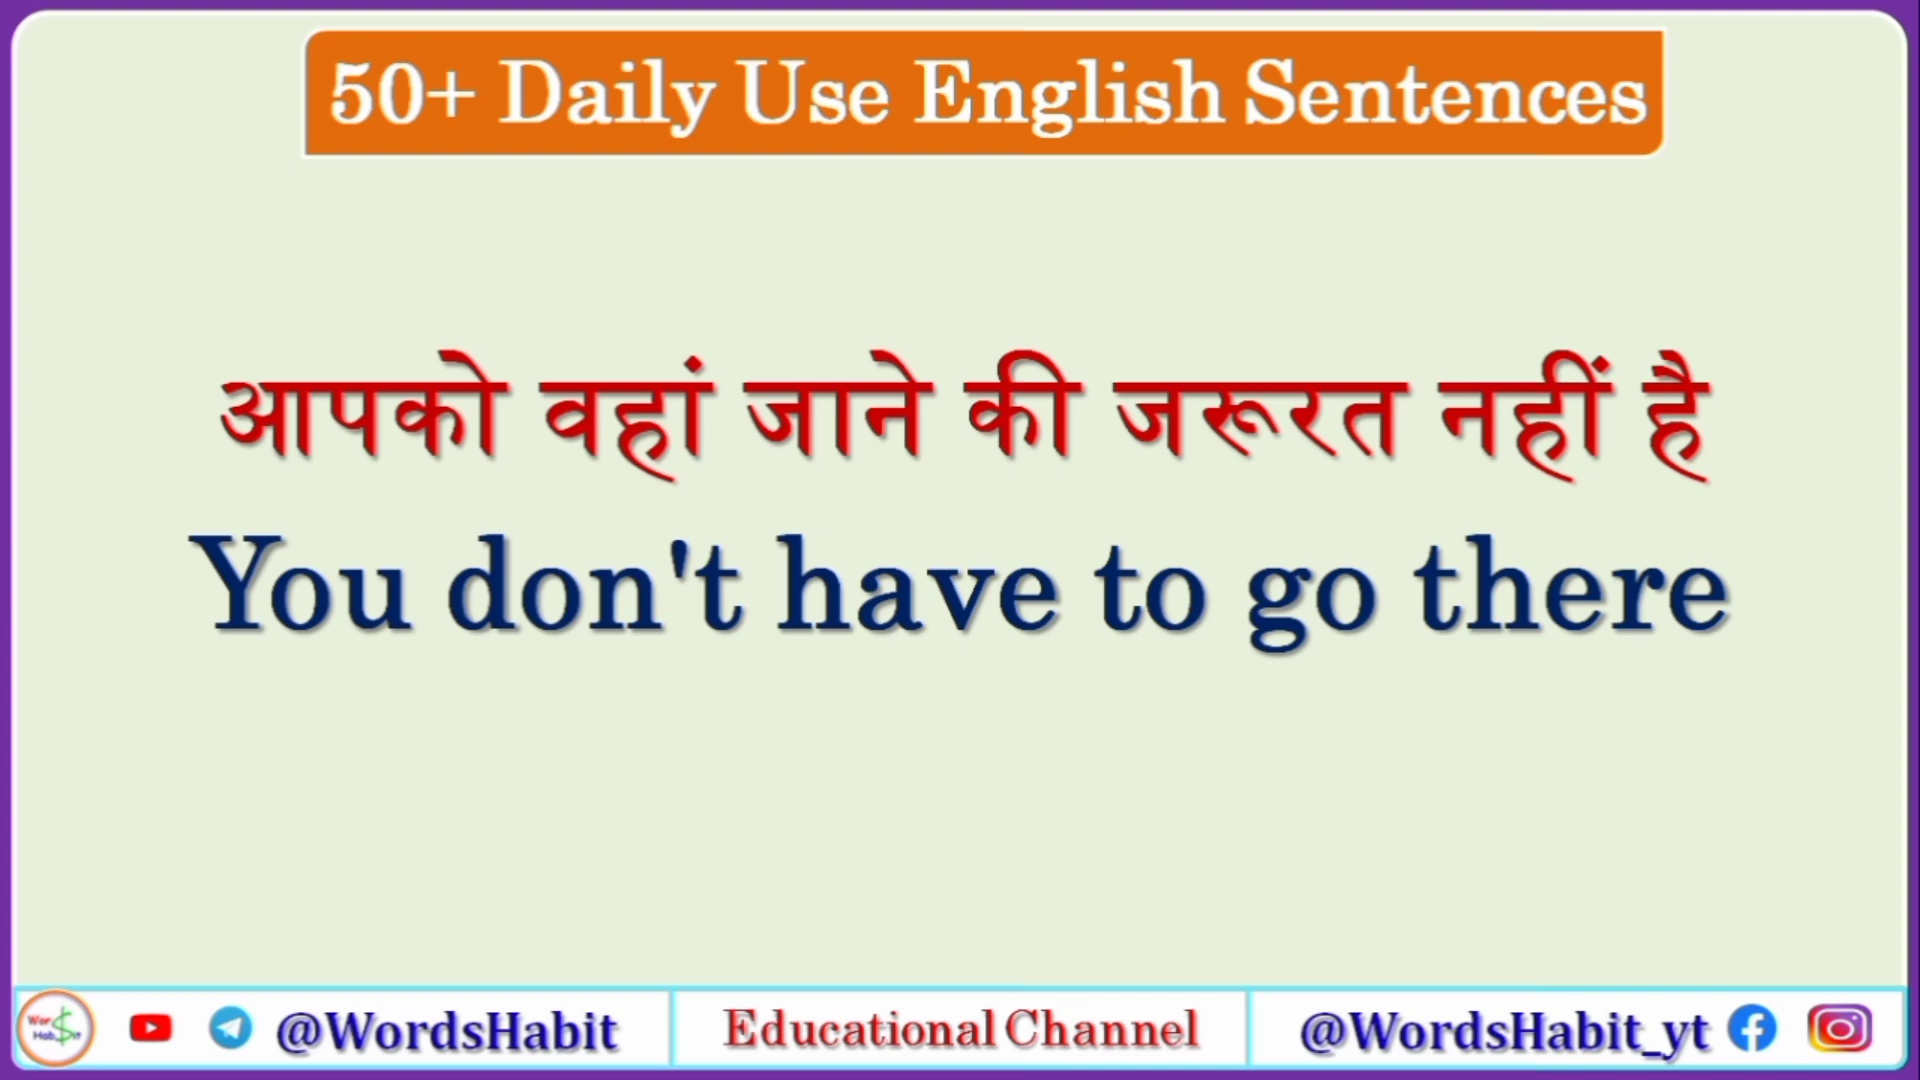 50+ Daily Use English Sentences
आपको वहां जाने की जरूरत नहीं है
You don't have to go there
@WordsHabit
Educational Channel
@WordsHabit_yt